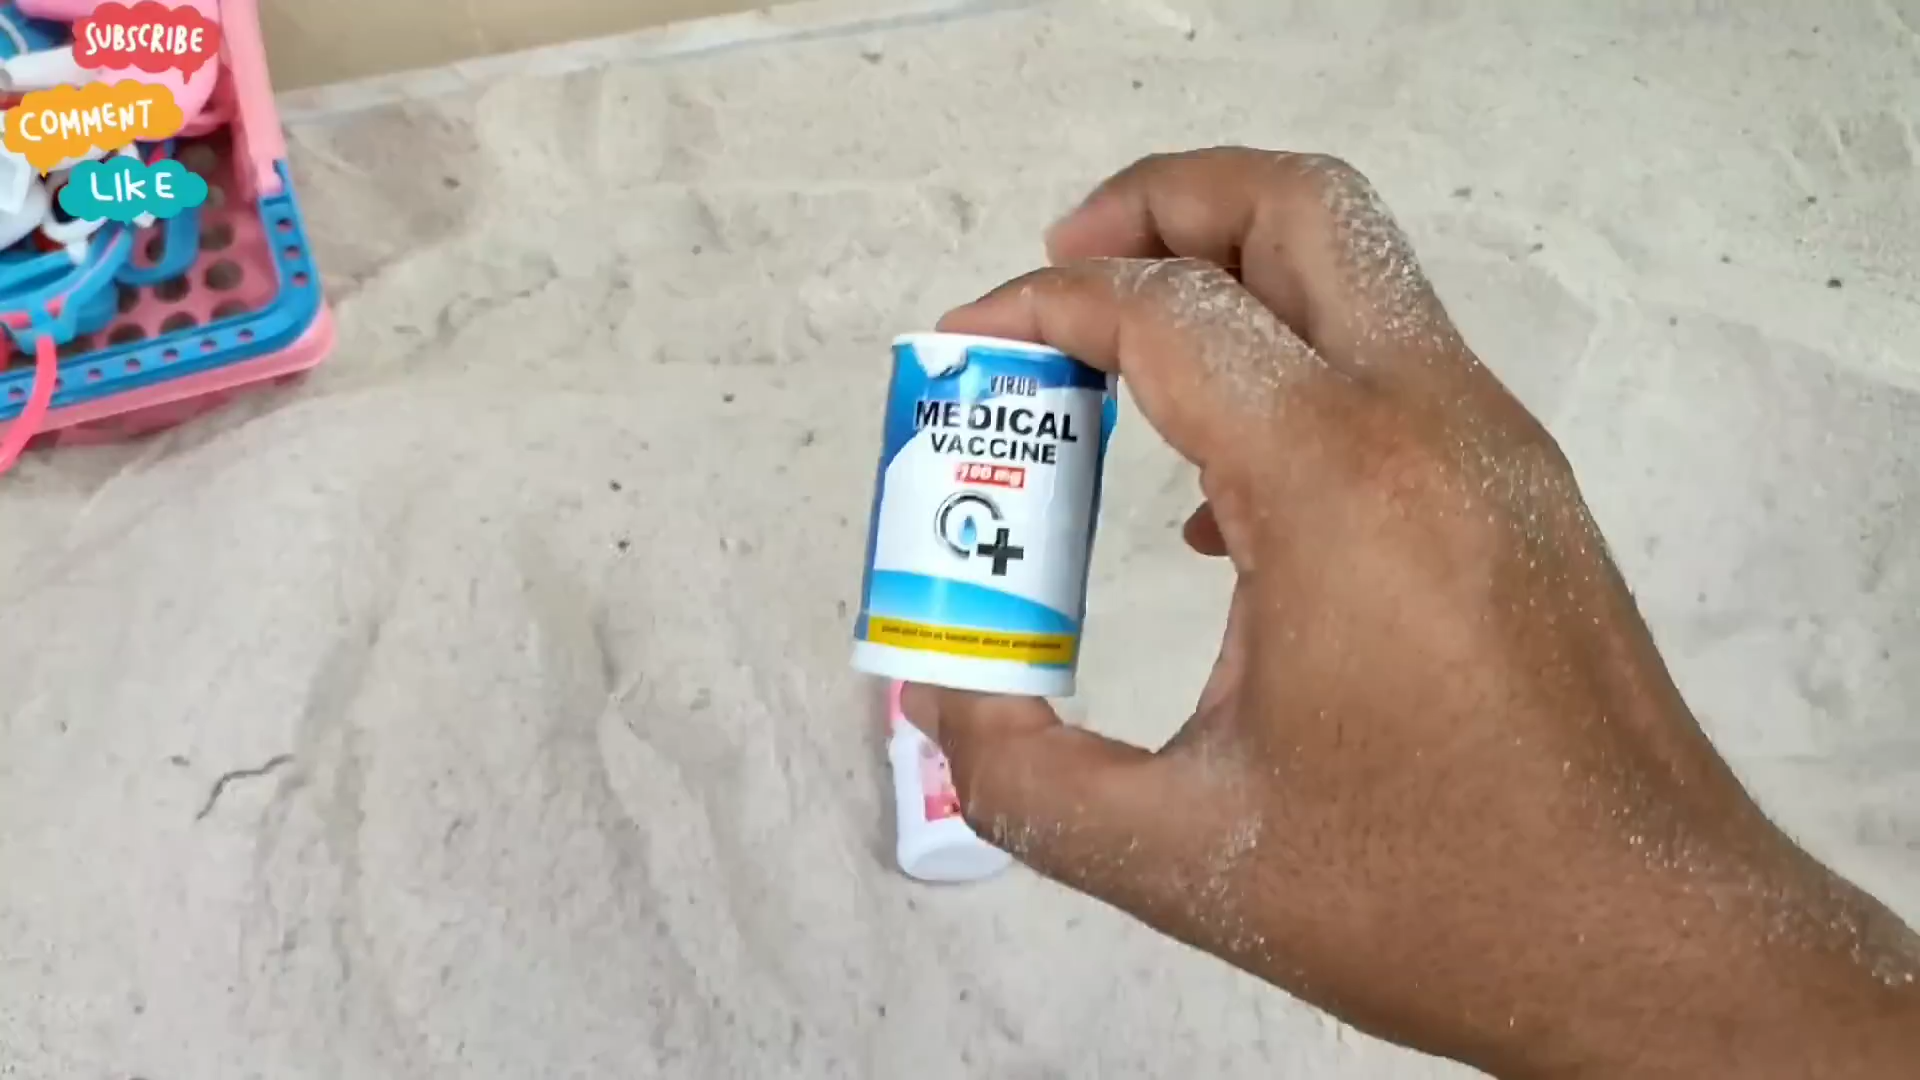 SUBSCRIBE
COMMENT
LIKE
VIRUS
MEDICAL
VACCINE